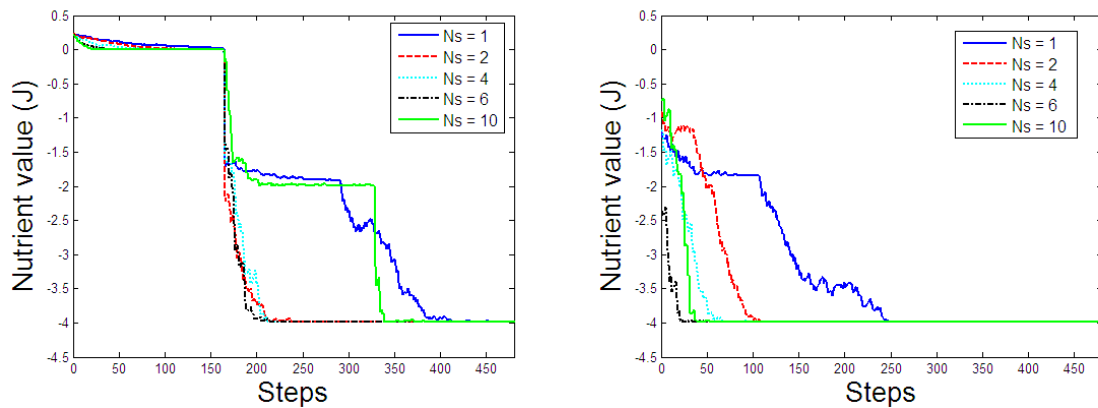 0.5
0
-0.5
-1
-1.5
-2
-2.5
-3
-3.5
-4
-4.5
Nutrient value (J)
0 50 100 150 200 250 300 350 400 450
Steps
Ns = 1
Ns = 2
Ns = 4
Ns = 6
Ns = 10
0.5
0
-0.5
-1
-1.5
-2
-2.5
-3
-3.5
-4
-4.5
Nutrient value (J)
0 50 100 150 200 250 300 350 400 450
Steps
Ns = 1
Ns = 2
Ns = 4
Ns = 6
Ns = 10